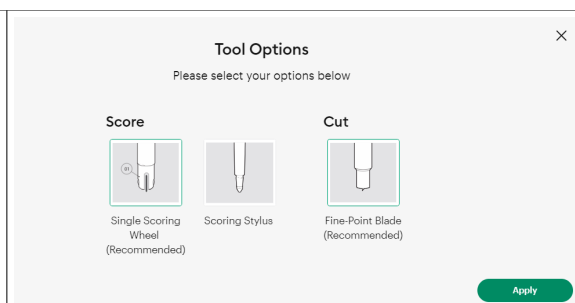 Tool Options
Please select your options below
Score
Cut
01
Single Scoring
Wheel
(Recommended)
Scoring Stylus
Fine-Point Blade
(Recommended)
Apply